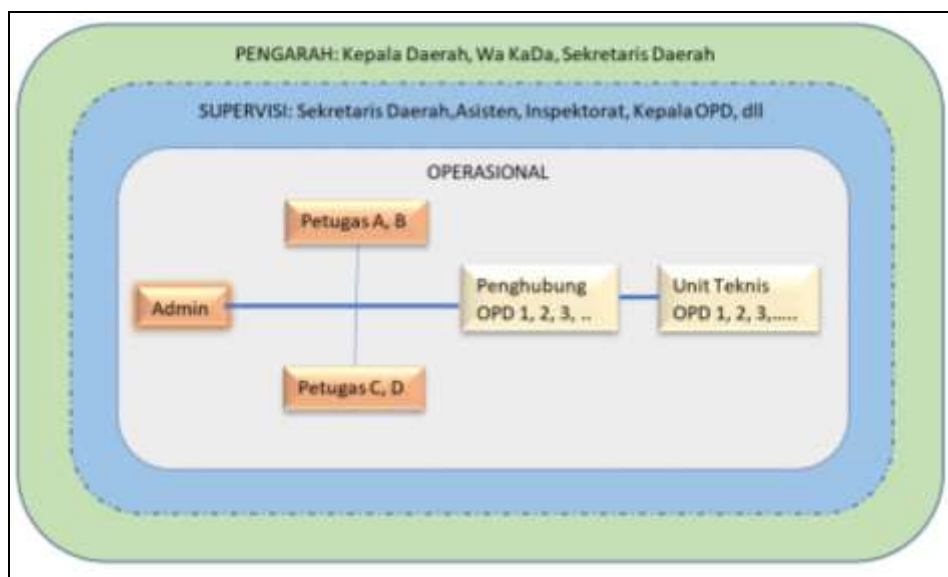 PENGARAH: Kepala Daerah, Wa KaDa, Sekretaris Daerah
SUPERVISI: Sekretaris Daerah,Asisten, Inspektorat, Kepala OPD, dll
OPERASIONAL
Petugas A, B
Admin
Penghubung
OPD 1, 2, 3, ..
Unit Teknis
OPD 1, 2, 3,.....
Petugas C, D